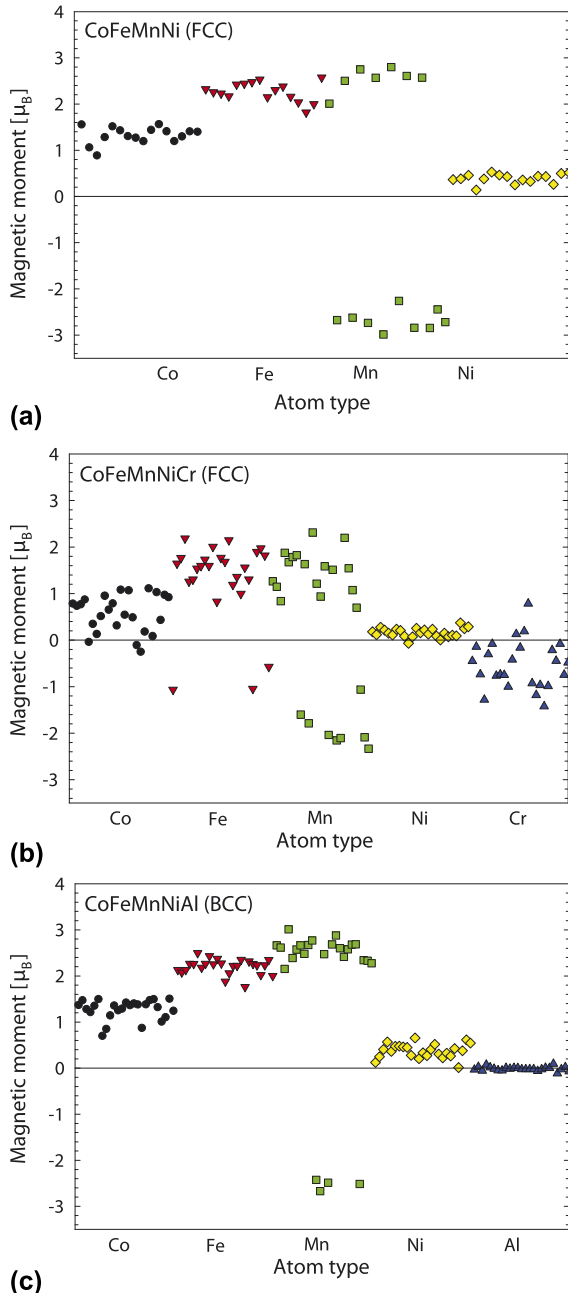 CoFeMnNi (FCC)
Magnetic moment [μB]
4
3
2
1
0
-1
-2
-3
Co Fe Mn Ni
Atom type
(a)
CoFeMnNiCr (FCC)
Magnetic moment [μB]
4
3
2
1
0
-1
-2
-3
Co Fe Mn Ni Cr
Atom type
(b)
CoFeMnNiAl (BCC)
Magnetic moment [μB]
4
3
2
1
0
-1
-2
-3
Co Fe Mn Ni Al
Atom type
(c)